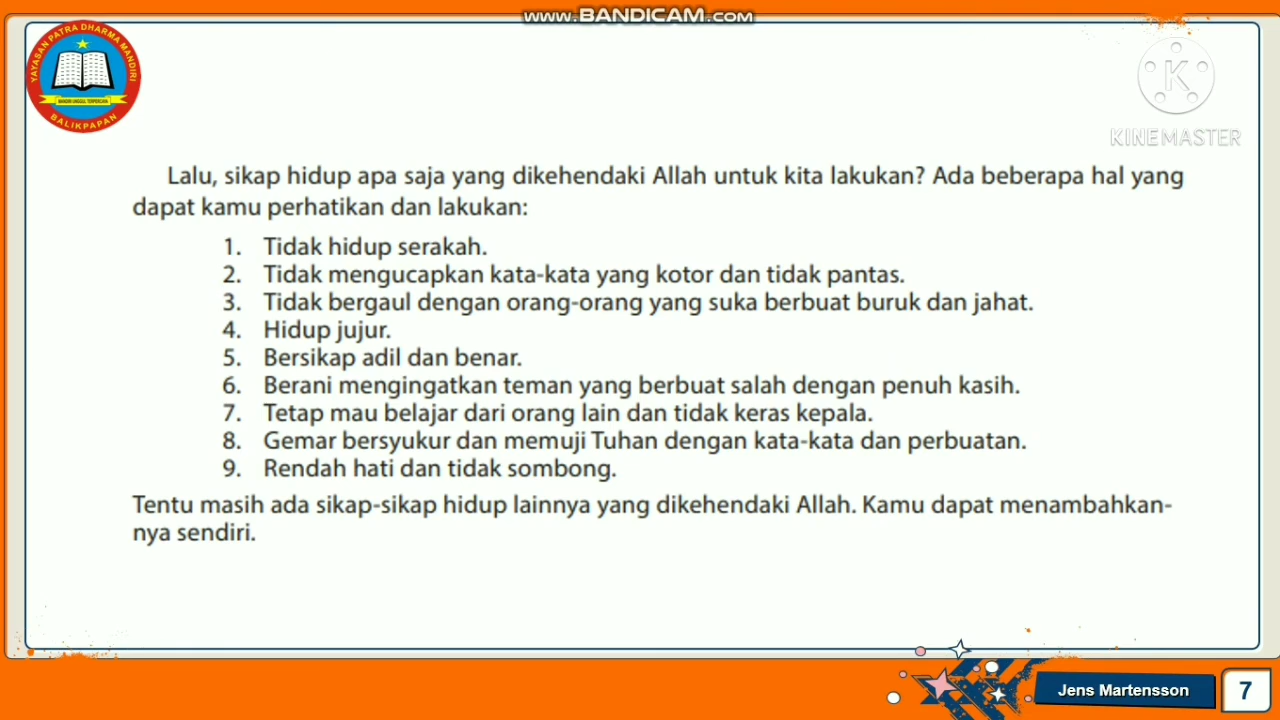 www.BANDICAM.com
YAYASAN PATRA DHARMA MANDIRI
MANDIRI UNGGUL TERPERCAYA
BALIKPAPAN
KINEMASTER
Lalu, sikap hidup apa saja yang dikehendaki Allah untuk kita lakukan? Ada beberapa hal yang
dapat kamu perhatikan dan lakukan:
1. Tidak hidup serakah.
2. Tidak mengucapkan kata-kata yang kotor dan tidak pantas.
3. Tidak bergaul dengan orang-orang yang suka berbuat buruk dan jahat.
4. Hidup jujur.
5. Bersikap adil dan benar.
6. Berani mengingatkan teman yang berbuat salah dengan penuh kasih.
7. Tetap mau belajar dari orang lain dan tidak keras kepala.
8. Gemar bersyukur dan memuji Tuhan dengan kata-kata dan perbuatan.
9. Rendah hati dan tidak sombong.
Tentu masih ada sikap-sikap hidup lainnya yang dikehendaki Allah. Kamu dapat menambahkan-
nya sendiri.
Jens Martensson
7